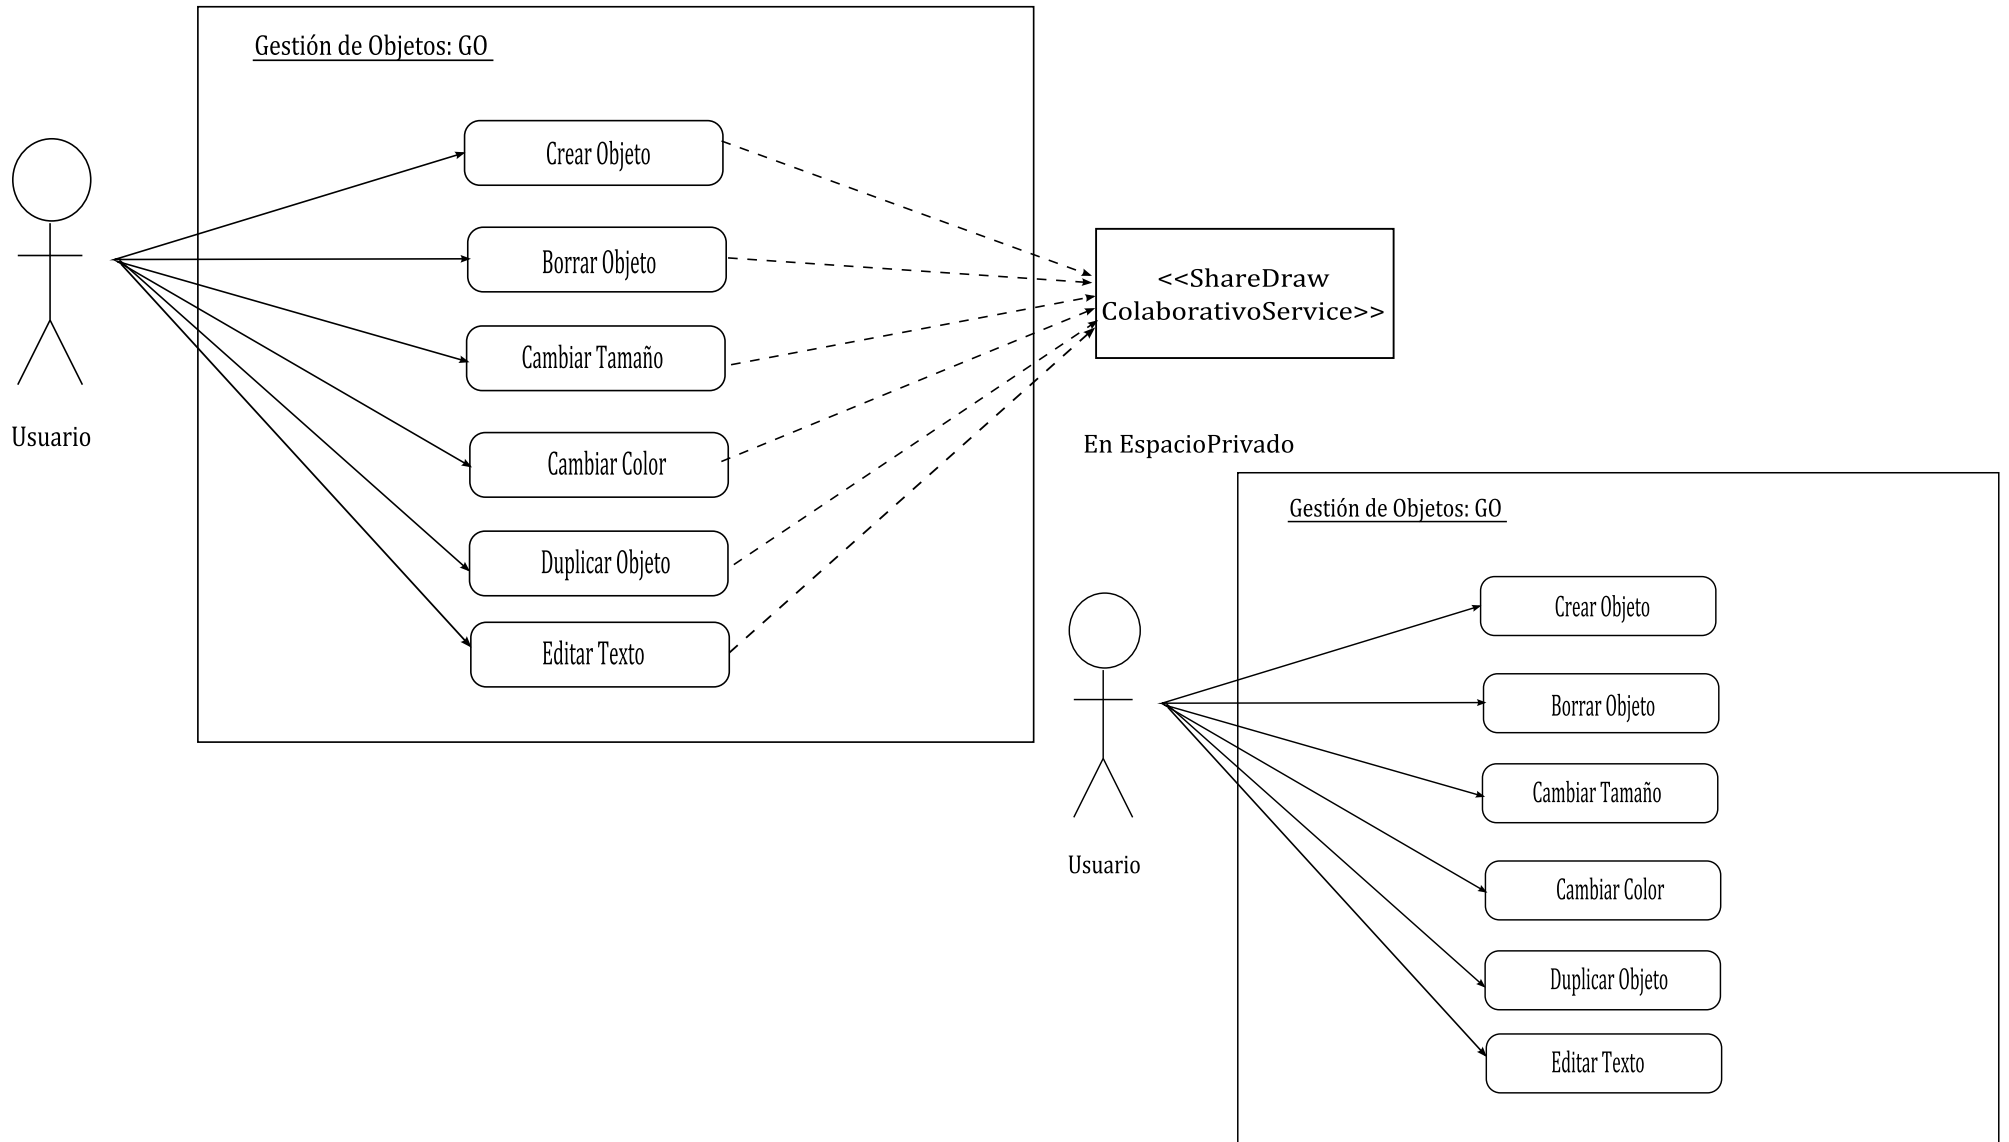 Gestión de Objetos: GO
Crear Objeto
Borrar Objeto
Cambiar Tamaño
Cambiar Color
Duplicar Objeto
Editar Texto
Usuario
<<ShareDraw
ColaborativoService>>
En EspacioPrivado
Gestión de Objetos: GO
Crear Objeto
Borrar Objeto
Cambiar Tamaño
Cambiar Color
Duplicar Objeto
Editar Texto
Usuario